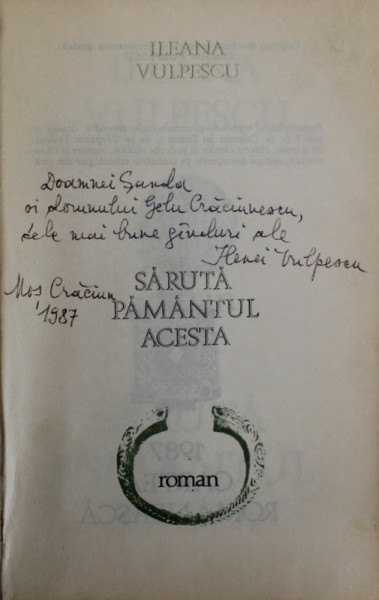 ILEANA
VULPESCU
Doamnei Sanda
și domnului Gelu Crăciunescu,
cele mai bune gînduri ale
Ilenei Vulpescu
Moș Crăciun
1987
SĂRUTĂ
PĂMÂNTUL
ACESTA
roman